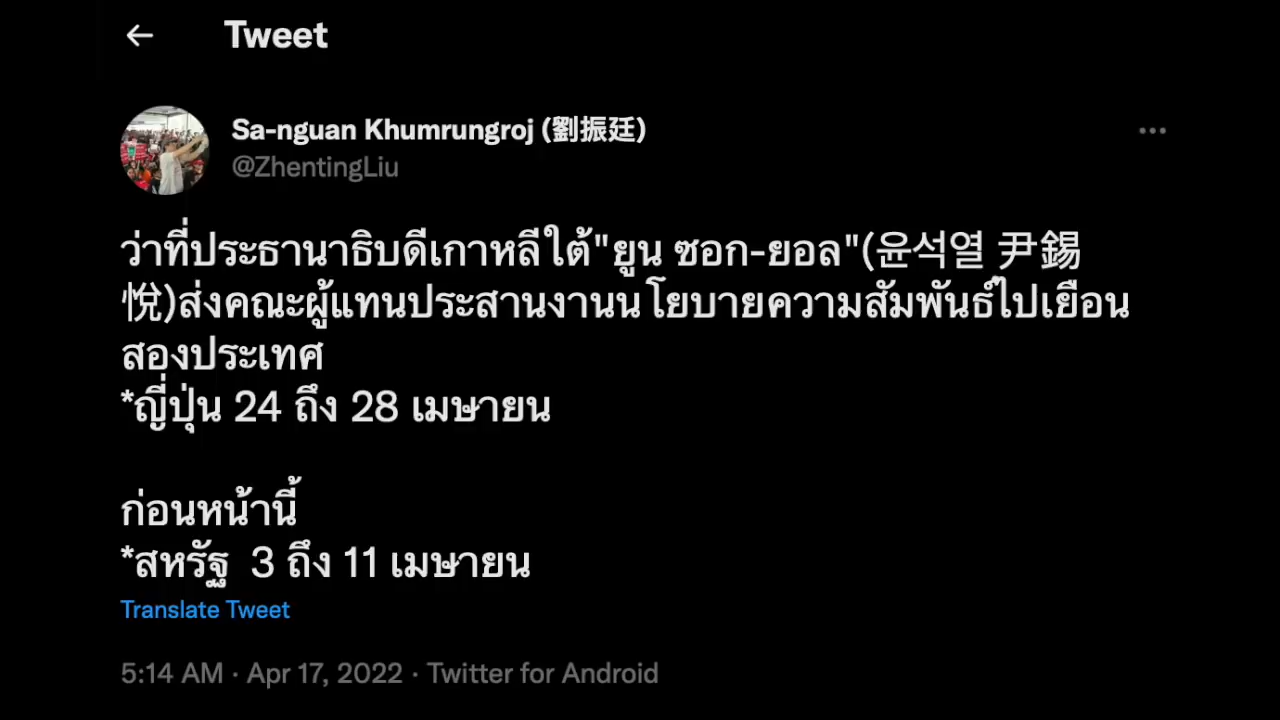 Tweet
Sa-nguan Khumrungroj (劉振廷)
@ZhentingLiu
ว่าที่ประธานาธิบดีเกาหลีใต้"ยูน ซอก-ยอล"(윤석열 尹錫
悅)ส่งคณะผู้แทนประสานงานนโยบายความสัมพันธ์ไปเยือน
สองประเทศ
*ญี่ปุ่น 24 ถึง 28 เมษายน
ก่อนหน้านี้
*สหรัฐ 3 ถึง 11 เมษายน
Translate Tweet
5:14 AM · Apr 17, 2022 · Twitter for Android